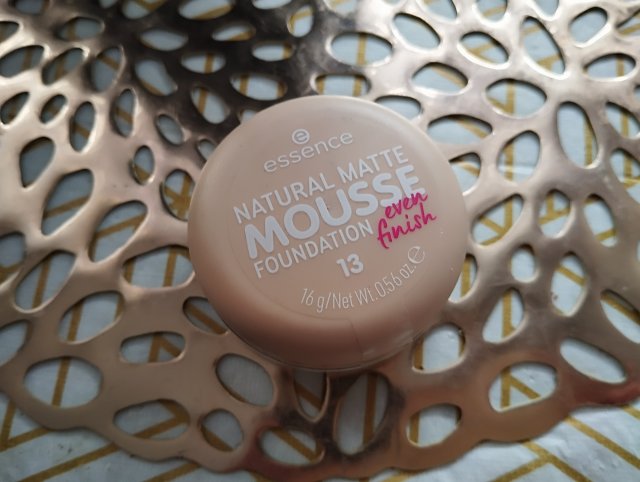 e
essence
NATURAL MATTE
MOUSSE
even
FOUNDATION finish
13
16 g/Net Wt. 0.56 oz. ℮